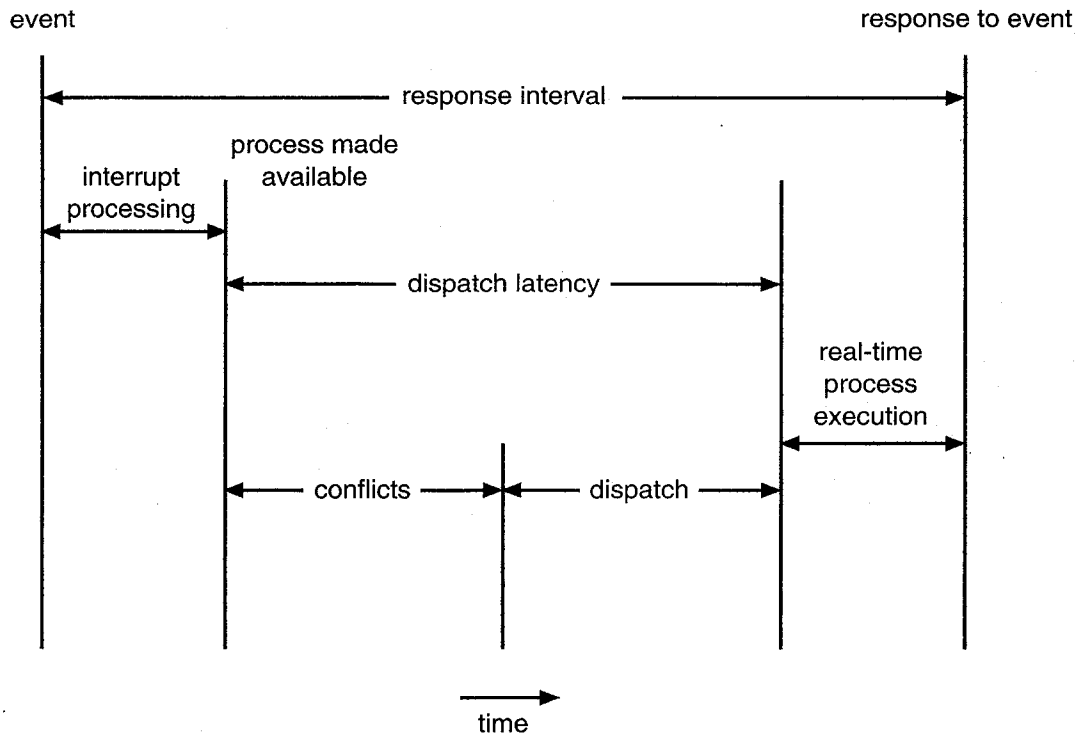 event
response to event
response interval
process made
available
interrupt
processing
dispatch latency
real-time
process
execution
conflicts
dispatch
time